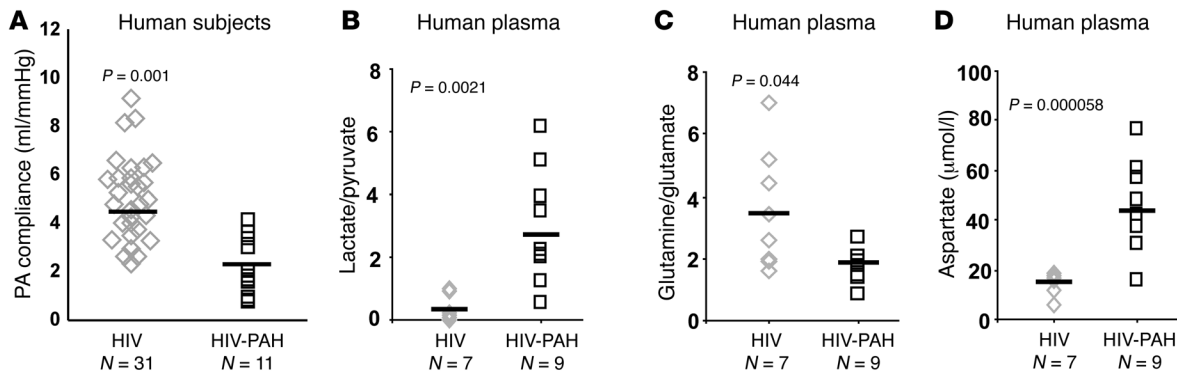 A Human subjects
PA compliance (ml/mmHg)
12
10
8
6
4
2
0
P = 0.001
HIV
N = 31
HIV-PAH
N = 11
B Human plasma
Lactate/pyruvate
8
6
4
2
0
P = 0.0021
HIV
N = 7
HIV-PAH
N = 9
C Human plasma
Glutamine/glutamate
8
6
4
2
0
P = 0.044
HIV
N = 7
HIV-PAH
N = 9
D Human plasma
Aspartate (μmol/l)
100
80
60
40
20
0
P = 0.000058
HIV
N = 7
HIV-PAH
N = 9